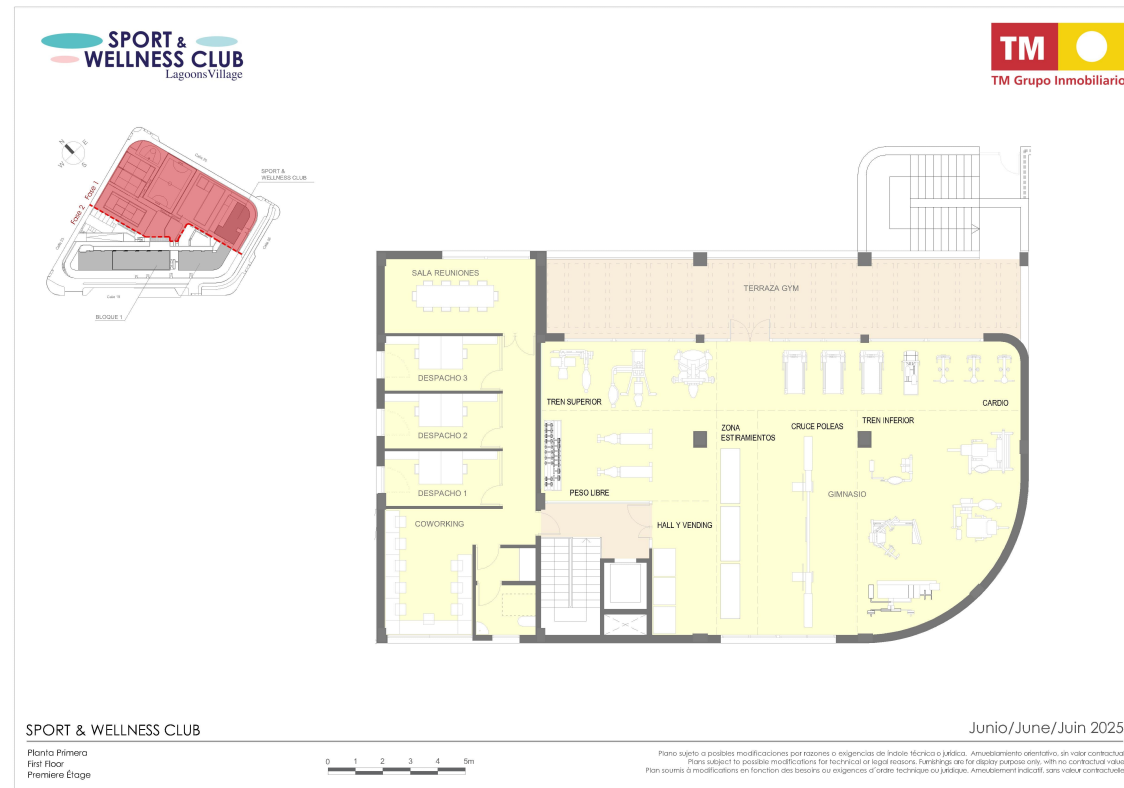 SPORT &
WELLNESS CLUB
LagoonsVillage
TM
TM Grupo Inmobiliario
N
E
W
S
Fase 1
Fase 2
SPORT &
WELLNESS CLUB
BLOQUE 1
SALA REUNIONES
TERRAZA GYM
DESPACHO 3
TREN SUPERIOR
CARDIO
DESPACHO 2
ZONA
ESTIRAMIENTOS
CRUCE POLEAS
TREN INFERIOR
DESPACHO 1
PESO LIBRE
GIMNASIO
COWORKING
HALL Y VENDING
SPORT & WELLNESS CLUB
Junio/June/Juin 2025
Planta Primera
First Floor
Premiere Étage
0 1 2 3 4 5m
Plano sujeto a posibles modificaciones por razones o exigencias de índole técnica o jurídica. Amueblamiento orientativo, sin valor contractual
Plans subject to possible modifications for technical or legal reasons. Furnishings are for display purpose only, with no contractual value
Plan soumis à modifications en fonction des besoins ou exigences d´ordre technique ou juridique. Ameublement indicatif, sans valeur contractuelle